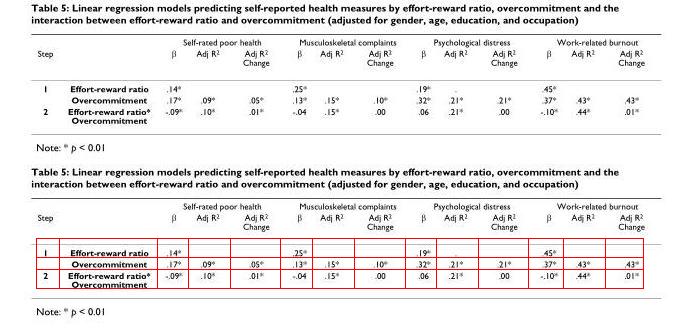 Table 5: Linear regression models predicting self-reported health measures by effort-reward ratio, overcommitment and the
interaction between effort-reward ratio and overcommitment (adjusted for gender, age, education, and occupation)
Self-rated poor health Musculoskeletal complaints Psychological distress Work-related burnout
Step β Adj R² Adj R² β Adj R² Adj R² β Adj R² Adj R² β Adj R² Adj R²
Change Change Change Change
1 Effort-reward ratio .14* .25* .19* .45*
Overcommitment .17* .09* .05* .13* .15* .10* .32* .21* .21* .37* .43* .43*
2 Effort-reward ratio* -.09* .10* .01* -.04 .15* .00 .06 .21* .00 -.10* .44* .01*
Overcommitment
Note: * p < 0.01
Table 5: Linear regression models predicting self-reported health measures by effort-reward ratio, overcommitment and the
interaction between effort-reward ratio and overcommitment (adjusted for gender, age, education, and occupation)
Self-rated poor health Musculoskeletal complaints Psychological distress Work-related burnout
Step β Adj R² Adj R² β Adj R² Adj R² β Adj R² Adj R² β Adj R² Adj R²
Change Change Change Change
1 Effort-reward ratio .14* .25* .19* .45*
Overcommitment .17* .09* .05* .13* .15* .10* .32* .21* .21* .37* .43* .43*
2 Effort-reward ratio* -.09* .10* .01* -.04 .15* .00 .06 .21* .00 -.10* .44* .01*
Overcommitment
Note: * p < 0.01